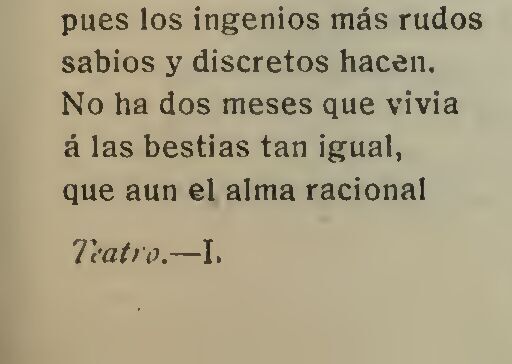 pues los ingenios más rudos
sabios y discretos hacen.
No ha dos meses que vivia
á las bestias tan igual,
que aun el alma racional
Teatro.—I.